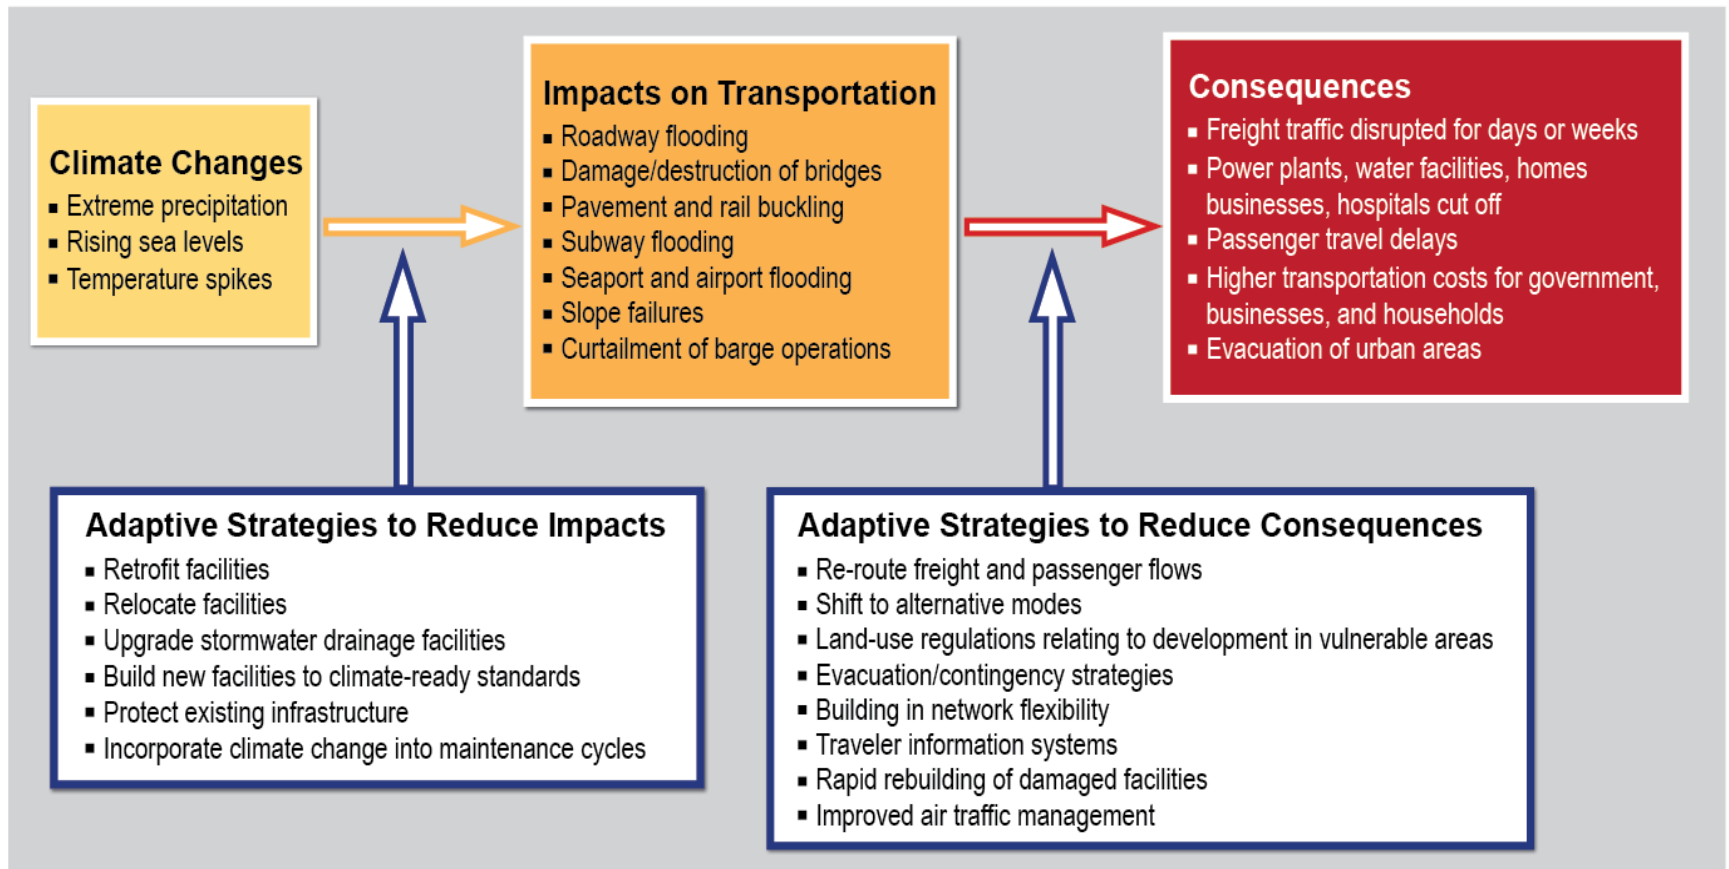 Climate Changes
▪ Extreme precipitation
▪ Rising sea levels
▪ Temperature spikes
Impacts on Transportation
▪ Roadway flooding
▪ Damage/destruction of bridges
▪ Pavement and rail buckling
▪ Subway flooding
▪ Seaport and airport flooding
▪ Slope failures
▪ Curtailment of barge operations
Consequences
▪ Freight traffic disrupted for days or weeks
▪ Power plants, water facilities, homes
businesses, hospitals cut off
▪ Passenger travel delays
▪ Higher transportation costs for government,
businesses, and households
▪ Evacuation of urban areas
Adaptive Strategies to Reduce Impacts
▪ Retrofit facilities
▪ Relocate facilities
▪ Upgrade stormwater drainage facilities
▪ Build new facilities to climate-ready standards
▪ Protect existing infrastructure
▪ Incorporate climate change into maintenance cycles
Adaptive Strategies to Reduce Consequences
▪ Re-route freight and passenger flows
▪ Shift to alternative modes
▪ Land-use regulations relating to development in vulnerable areas
▪ Evacuation/contingency strategies
▪ Building in network flexibility
▪ Traveler information systems
▪ Rapid rebuilding of damaged facilities
▪ Improved air traffic management